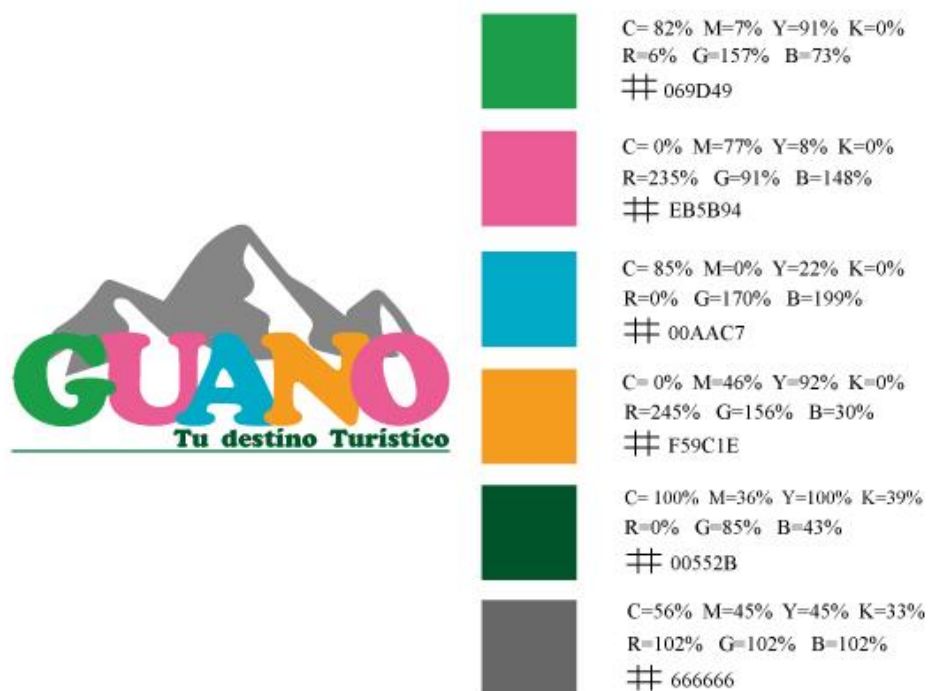 GUANO
Tu destino Turístico
C= 82% M=7% Y=91% K=0%
R=6% G=157% B=73%
# 069D49
C= 0% M=77% Y=8% K=0%
R=235% G=91% B=148%
# EB5B94
C= 85% M=0% Y=22% K=0%
R=0% G=170% B=199%
# 00AAC7
C= 0% M=46% Y=92% K=0%
R=245% G=156% B=30%
# F59C1E
C= 100% M=36% Y=100% K=39%
R=0% G=85% B=43%
# 00552B
C=56% M=45% Y=45% K=33%
R=102% G=102% B=102%
# 666666